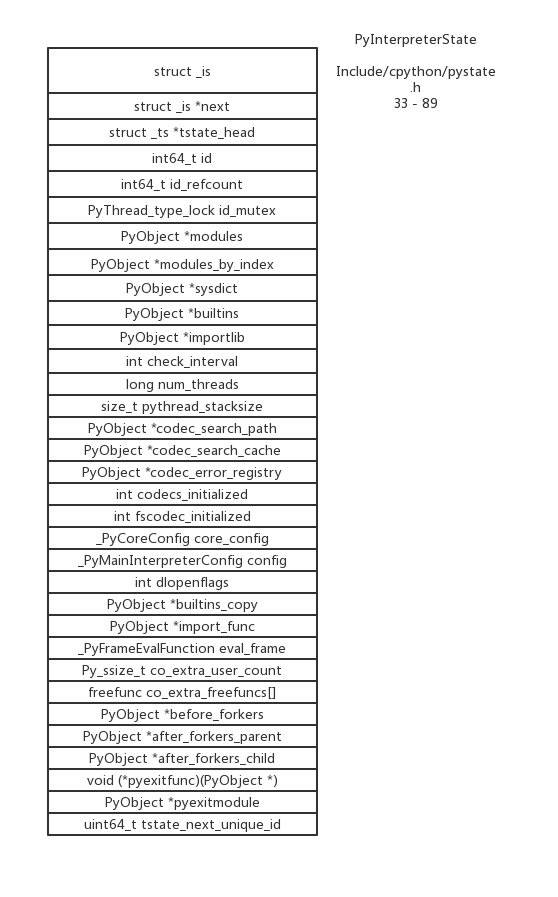 PyInterpreterState
Include/cpython/pystate
.h
33 - 89
struct _is
struct _is *next
struct _ts *tstate_head
int64_t id
int64_t id_refcount
PyThread_type_lock id_mutex
PyObject *modules
PyObject *modules_by_index
PyObject *sysdict
PyObject *builtins
PyObject *importlib
int check_interval
long num_threads
size_t pythread_stacksize
PyObject *codec_search_path
PyObject *codec_search_cache
PyObject *codec_error_registry
int codecs_initialized
int fscodec_initialized
_PyCoreConfig core_config
_PyMainInterpreterConfig config
int dlopenflags
PyObject *builtins_copy
PyObject *import_func
_PyFrameEvalFunction eval_frame
Py_ssize_t co_extra_user_count
freefunc co_extra_freefuncs[]
PyObject *before_forkers
PyObject *after_forkers_parent
PyObject *after_forkers_child
void (*pyexitfunc)(PyObject *)
PyObject *pyexitmodule
uint64_t tstate_next_unique_id